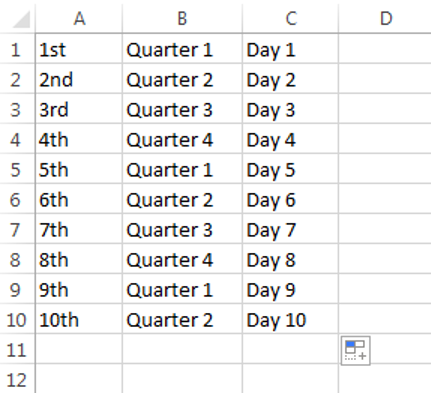 A B C D
1 1st Quarter 1 Day 1
2 2nd Quarter 2 Day 2
3 3rd Quarter 3 Day 3
4 4th Quarter 4 Day 4
5 5th Quarter 1 Day 5
6 6th Quarter 2 Day 6
7 7th Quarter 3 Day 7
8 8th Quarter 4 Day 8
9 9th Quarter 1 Day 9
10 10th Quarter 2 Day 10
11
12